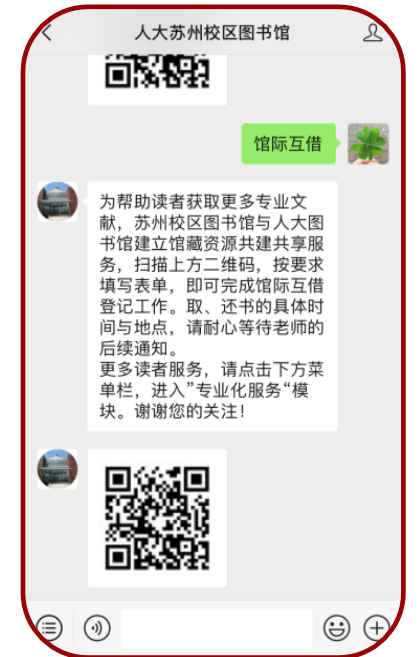 人大苏州校区图书馆
馆际互借
为帮助读者获取更多专业文
献，苏州校区图书馆与人大图
书馆建立馆藏资源共建共享服
务，扫描上方二维码，按要求
填写表单，即可完成馆际互借
登记工作。取、还书的具体时
间与地点，请耐心等待老师的
后续通知。
更多读者服务，请点击下方菜
单栏，进入”专业化服务“模
块。谢谢您的关注！